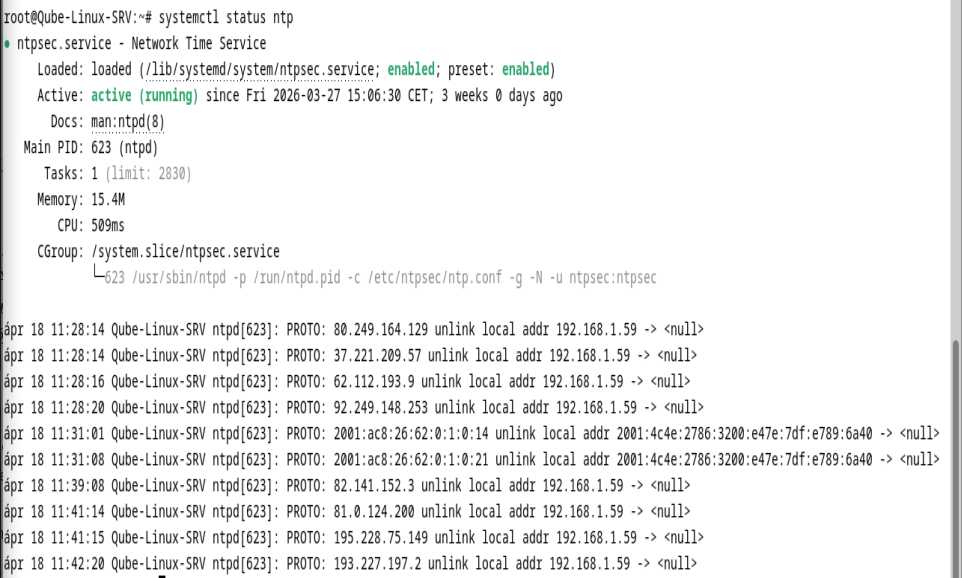 root@Qube-Linux-SRV:~# systemctl status ntp
● ntpsec.service - Network Time Service
Loaded: loaded (/lib/systemd/system/ntpsec.service; enabled; preset: enabled)
Active: active (running) since Fri 2026-03-27 15:06:30 CET; 3 weeks 0 days ago
Docs: man:ntpd(8)
Main PID: 623 (ntpd)
Tasks: 1 (limit: 2830)
Memory: 15.4M
CPU: 509ms
CGroup: /system.slice/ntpsec.service
└─623 /usr/sbin/ntpd -p /run/ntpd.pid -c /etc/ntpsec/ntp.conf -g -N -u ntpsec:ntpsec
ápr 18 11:28:14 Qube-Linux-SRV ntpd[623]: PROTO: 80.249.164.129 unlink local addr 192.168.1.59 -> <null>
ápr 18 11:28:14 Qube-Linux-SRV ntpd[623]: PROTO: 37.221.209.57 unlink local addr 192.168.1.59 -> <null>
ápr 18 11:28:16 Qube-Linux-SRV ntpd[623]: PROTO: 62.112.193.9 unlink local addr 192.168.1.59 -> <null>
ápr 18 11:28:20 Qube-Linux-SRV ntpd[623]: PROTO: 92.249.148.253 unlink local addr 192.168.1.59 -> <null>
ápr 18 11:31:01 Qube-Linux-SRV ntpd[623]: PROTO: 2001:ac8:26:62:0:1:0:14 unlink local addr 2001:4c4e:2786:3200:e47e:7df:e789:6a40 -> <null>
ápr 18 11:31:08 Qube-Linux-SRV ntpd[623]: PROTO: 2001:ac8:26:62:0:1:0:21 unlink local addr 2001:4c4e:2786:3200:e47e:7df:e789:6a40 -> <null>
ápr 18 11:39:08 Qube-Linux-SRV ntpd[623]: PROTO: 82.141.152.3 unlink local addr 192.168.1.59 -> <null>
ápr 18 11:41:14 Qube-Linux-SRV ntpd[623]: PROTO: 81.0.124.200 unlink local addr 192.168.1.59 -> <null>
ápr 18 11:41:15 Qube-Linux-SRV ntpd[623]: PROTO: 195.228.75.149 unlink local addr 192.168.1.59 -> <null>
ápr 18 11:42:20 Qube-Linux-SRV ntpd[623]: PROTO: 193.227.197.2 unlink local addr 192.168.1.59 -> <null>